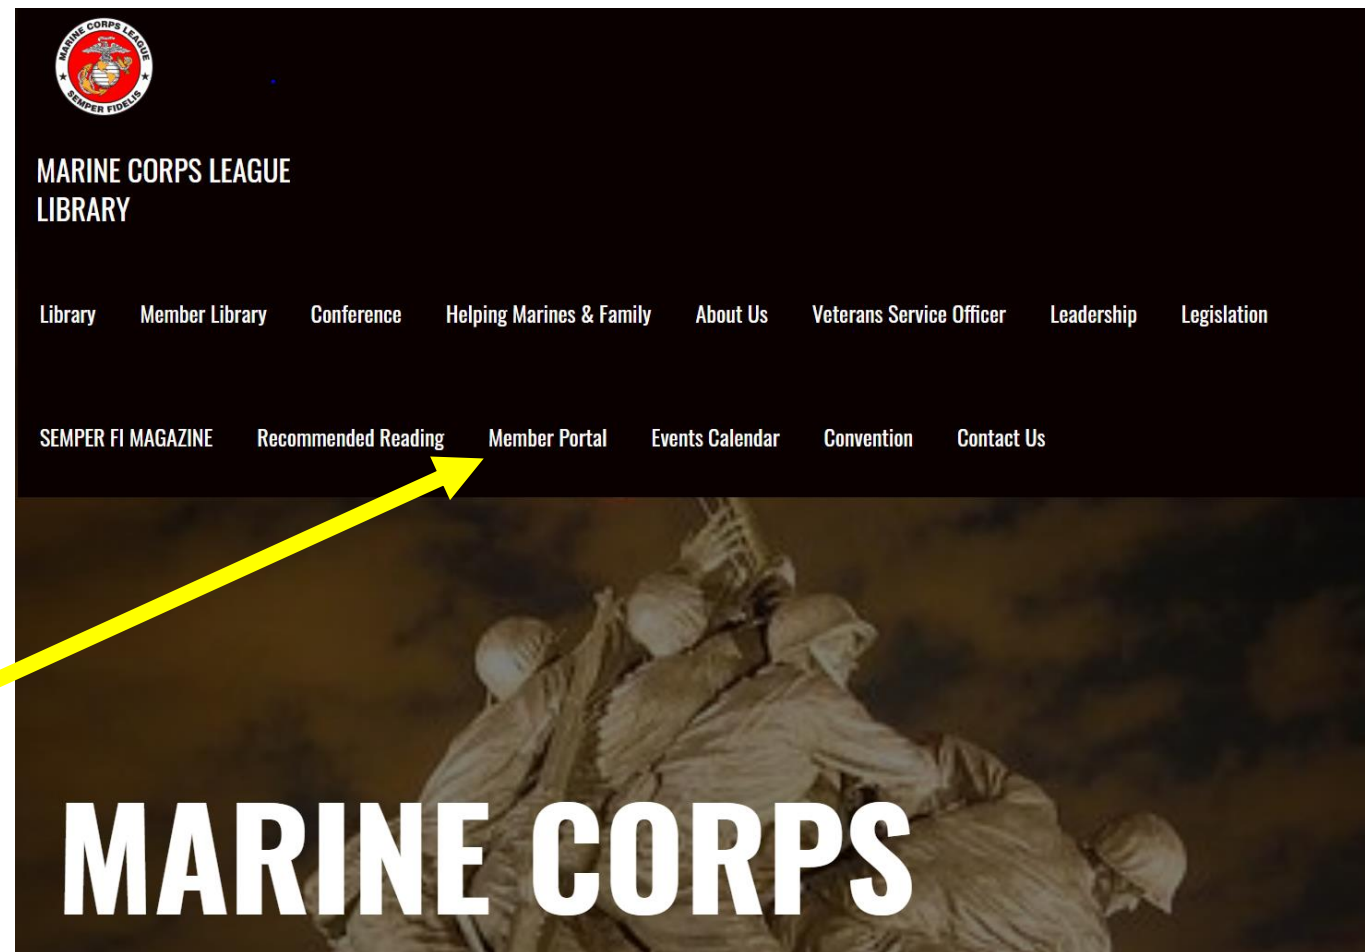 MARINE CORPS LEAGUE
SEMPER FIDELIS
MARINE CORPS LEAGUE
LIBRARY
Library Member Library Conference Helping Marines & Family About Us Veterans Service Officer Leadership Legislation
SEMPER FI MAGAZINE Recommended Reading Member Portal Events Calendar Convention Contact Us
MARINE CORPS